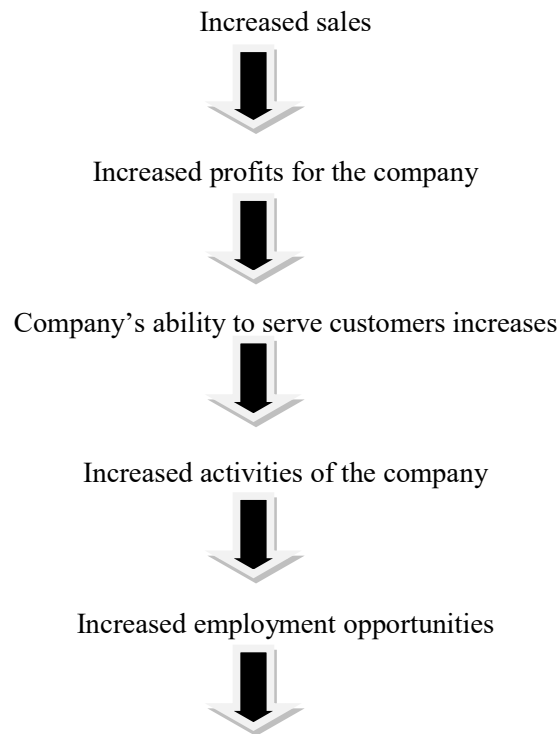 Increased sales
Increased profits for the company
Company’s ability to serve customers increases
Increased activities of the company
Increased employment opportunities